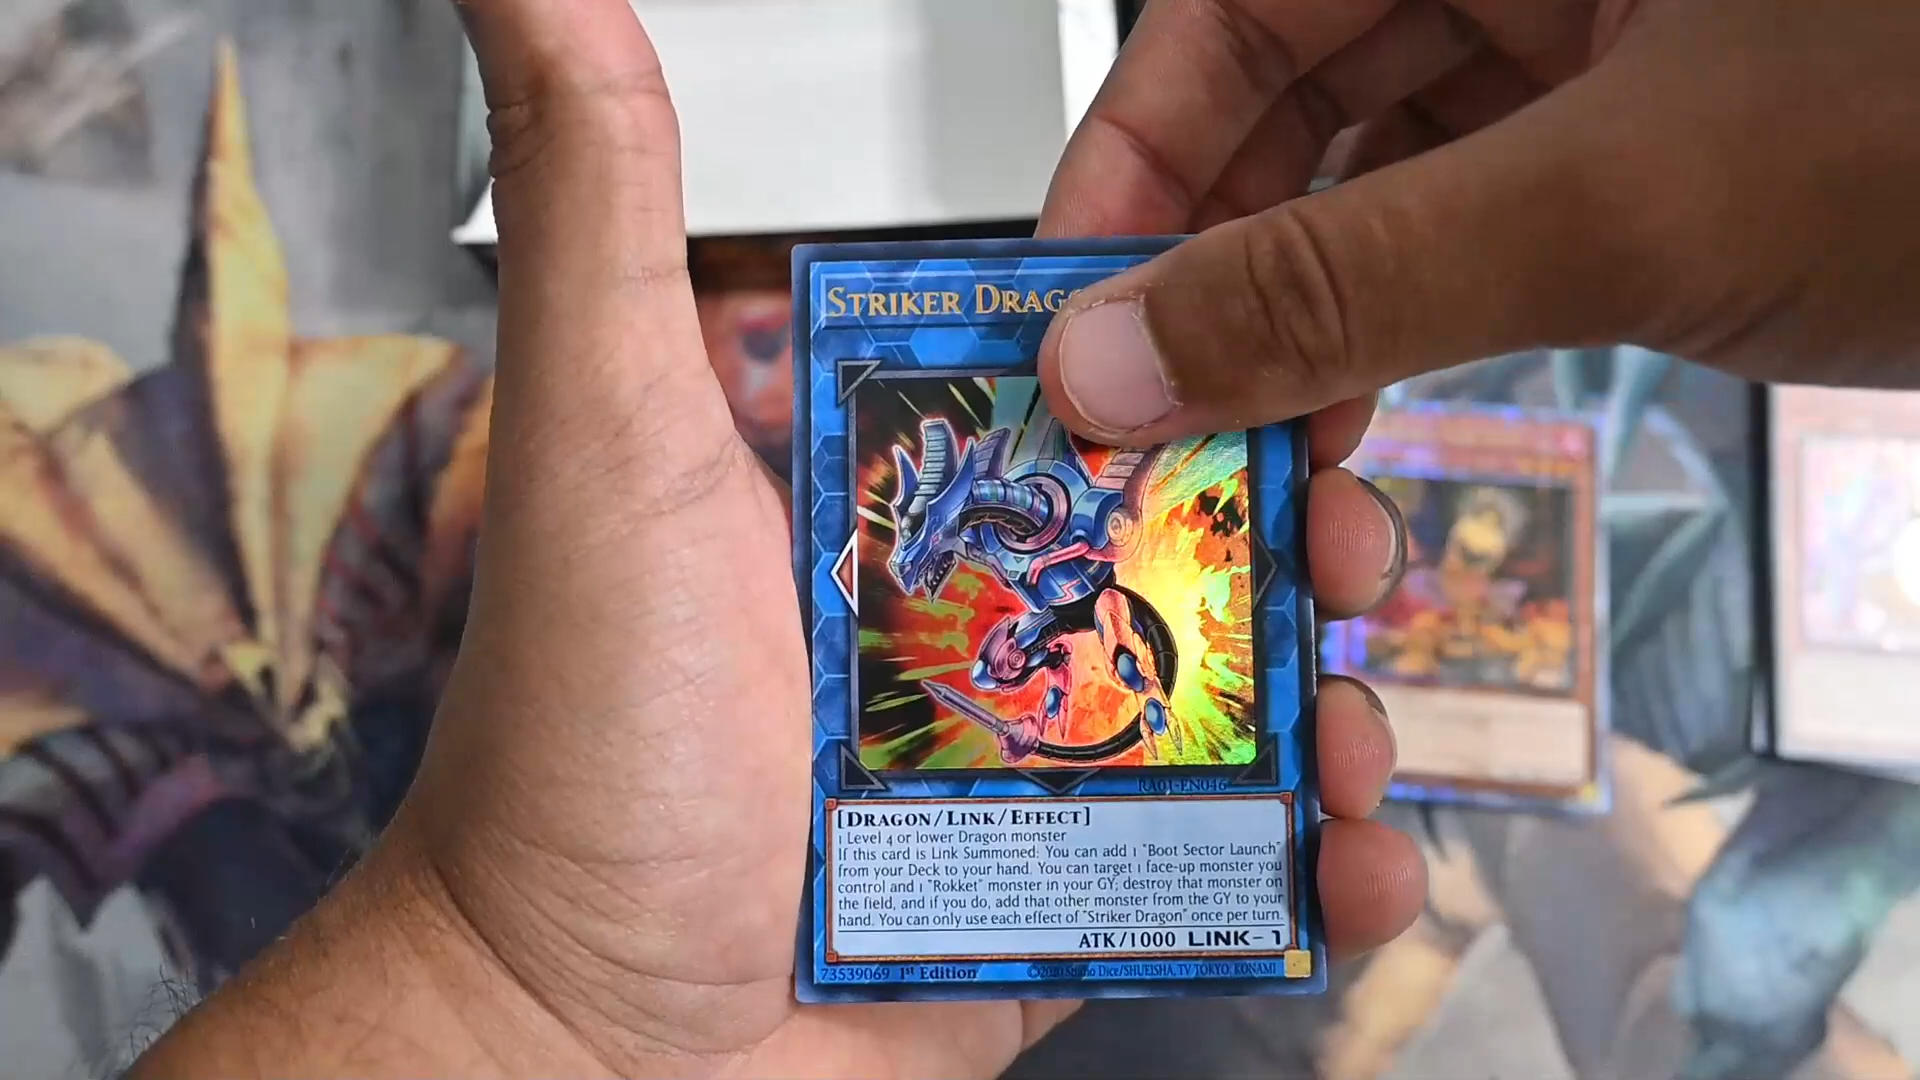 STRIKER DRAGO
RA01-EN046
[DRAGON/LINK/EFFECT]
1 Level 4 or lower Dragon monster
If this card is Link Summoned: You can add 1 "Boot Sector Launch"
from your Deck to your hand. You can target 1 face-up monster you
control and 1 "Rokket" monster in your GY; destroy that monster on
the field, and if you do, add that other monster from the GY to your
hand. You can only use each effect of "Striker Dragon" once per turn.
ATK/1000 LINK-1
73539069 1st Edition ©2020 Studio Dice/SHUEISHA, TV TOKYO, KONAMI